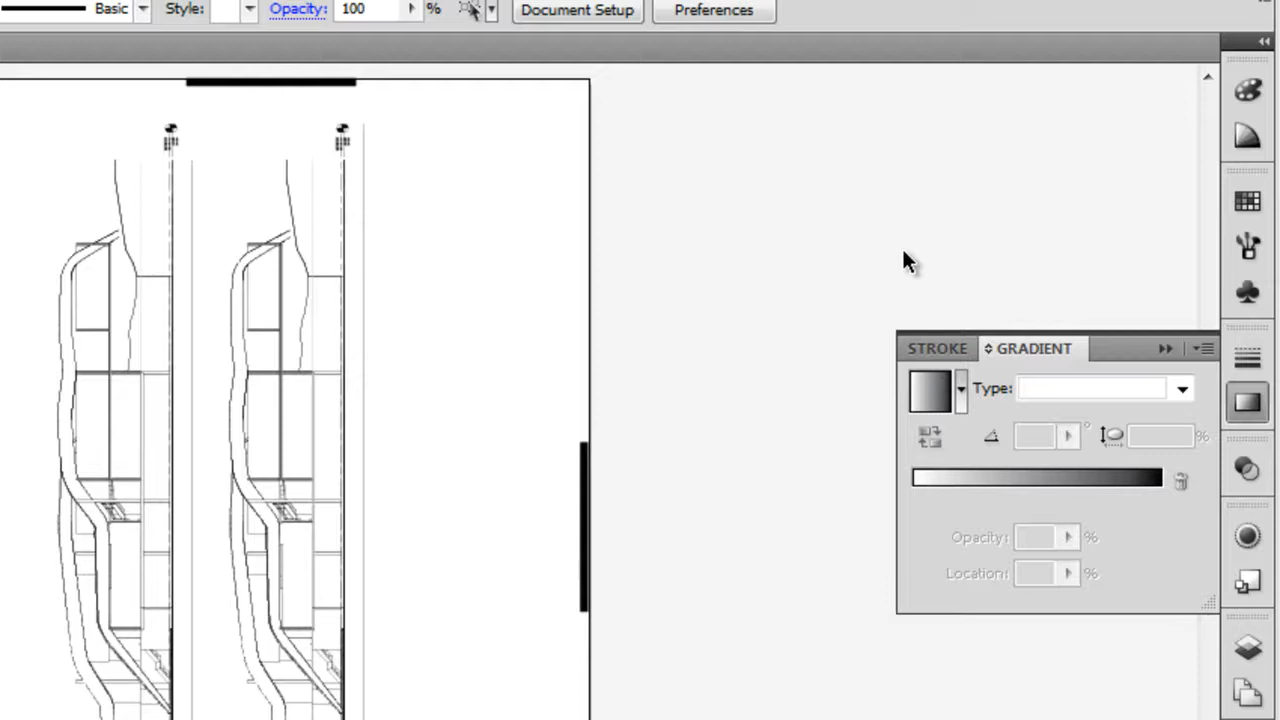 Basic Style: Opacity: 100 % Document Setup Preferences
STROKE GRADIENT
Type:
°
%
Opacity: %
Location: %